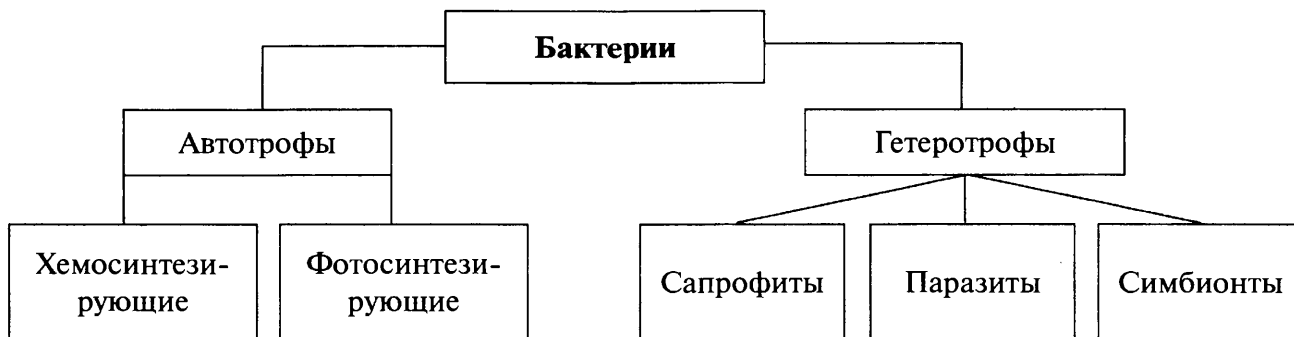 Бактерии
Автотрофы
Гетеротрофы
Хемосинтези-
рующие
Фотосинтези-
рующие
Сапрофиты
Паразиты
Симбионты